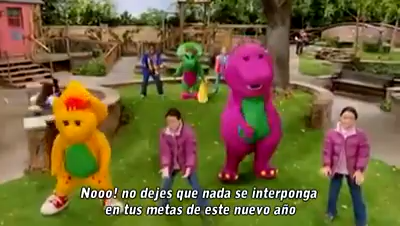 Nooo! no dejes que nada se interponga
en tus metas de este nuevo año